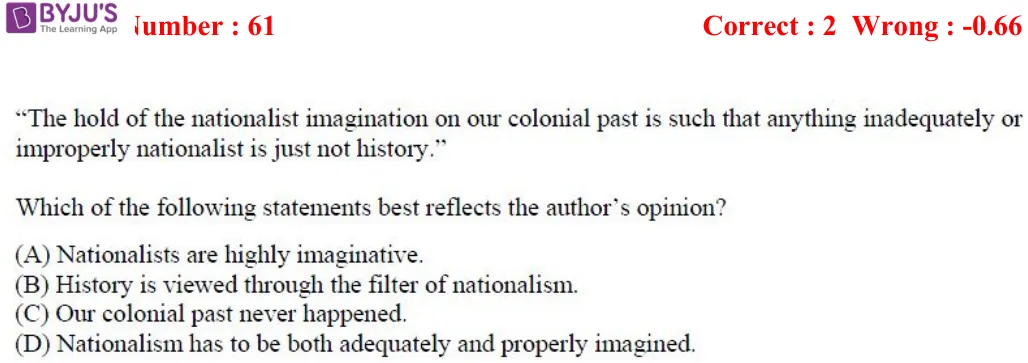 BYJU'S
The Learning App
umber : 61
Correct : 2 Wrong : -0.66
“The hold of the nationalist imagination on our colonial past is such that anything inadequately or
improperly nationalist is just not history.”
Which of the following statements best reflects the author’s opinion?
(A) Nationalists are highly imaginative.
(B) History is viewed through the filter of nationalism.
(C) Our colonial past never happened.
(D) Nationalism has to be both adequately and properly imagined.